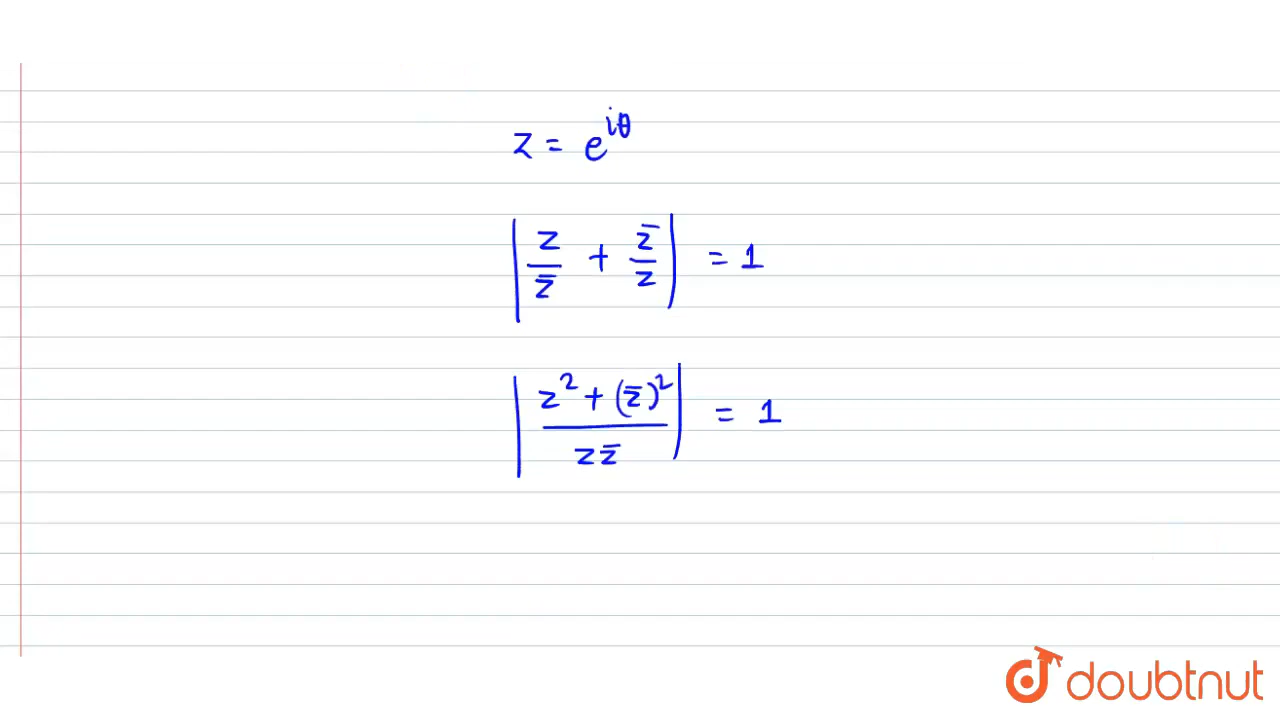 z = e^{iθ}
| z/z̄ + z̄/z | = 1
| (z² + (z̄)²)/(z z̄) | = 1
doubtnut